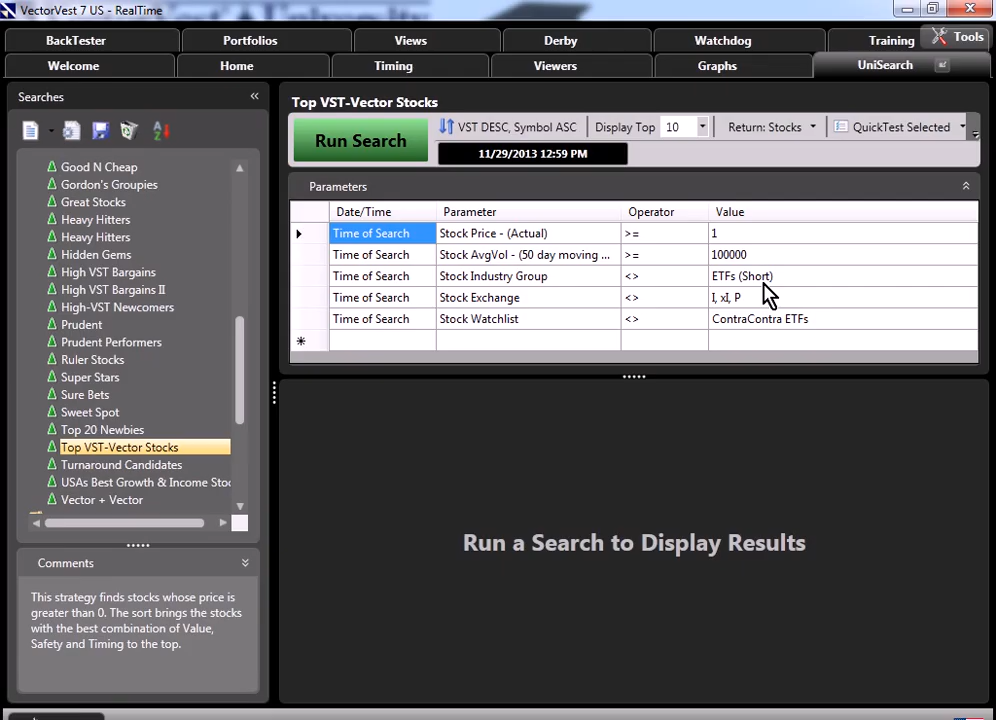 VectorVest 7 US - RealTime
BackTester Portfolios Views Derby Watchdog Training Tools
Welcome Home Timing Viewers Graphs UniSearch
Searches
Good N Cheap
Gordon's Groupies
Great Stocks
Heavy Hitters
Heavy Hitters
Hidden Gems
High VST Bargains
High VST Bargains II
High-VST Newcomers
Prudent
Prudent Performers
Ruler Stocks
Super Stars
Sure Bets
Sweet Spot
Top 20 Newbies
Top VST-Vector Stocks
Turnaround Candidates
USAs Best Growth & Income Stoc
Vector + Vector
Comments
This strategy finds stocks whose price is
greater than 0. The sort brings the stocks
with the best combination of Value,
Safety and Timing to the top.
Top VST-Vector Stocks
Run Search
VST DESC, Symbol ASC Display Top 10 Return: Stocks QuickTest Selected
11/29/2013 12:59 PM
Parameters
Date/Time Parameter Operator Value
Time of Search Stock Price - (Actual) >= 1
Time of Search Stock AvgVol - (50 day moving ... >= 100000
Time of Search Stock Industry Group <> ETFs (Short)
Time of Search Stock Exchange <> I, xI, P
Time of Search Stock Watchlist <> ContraContra ETFs
Run a Search to Display Results